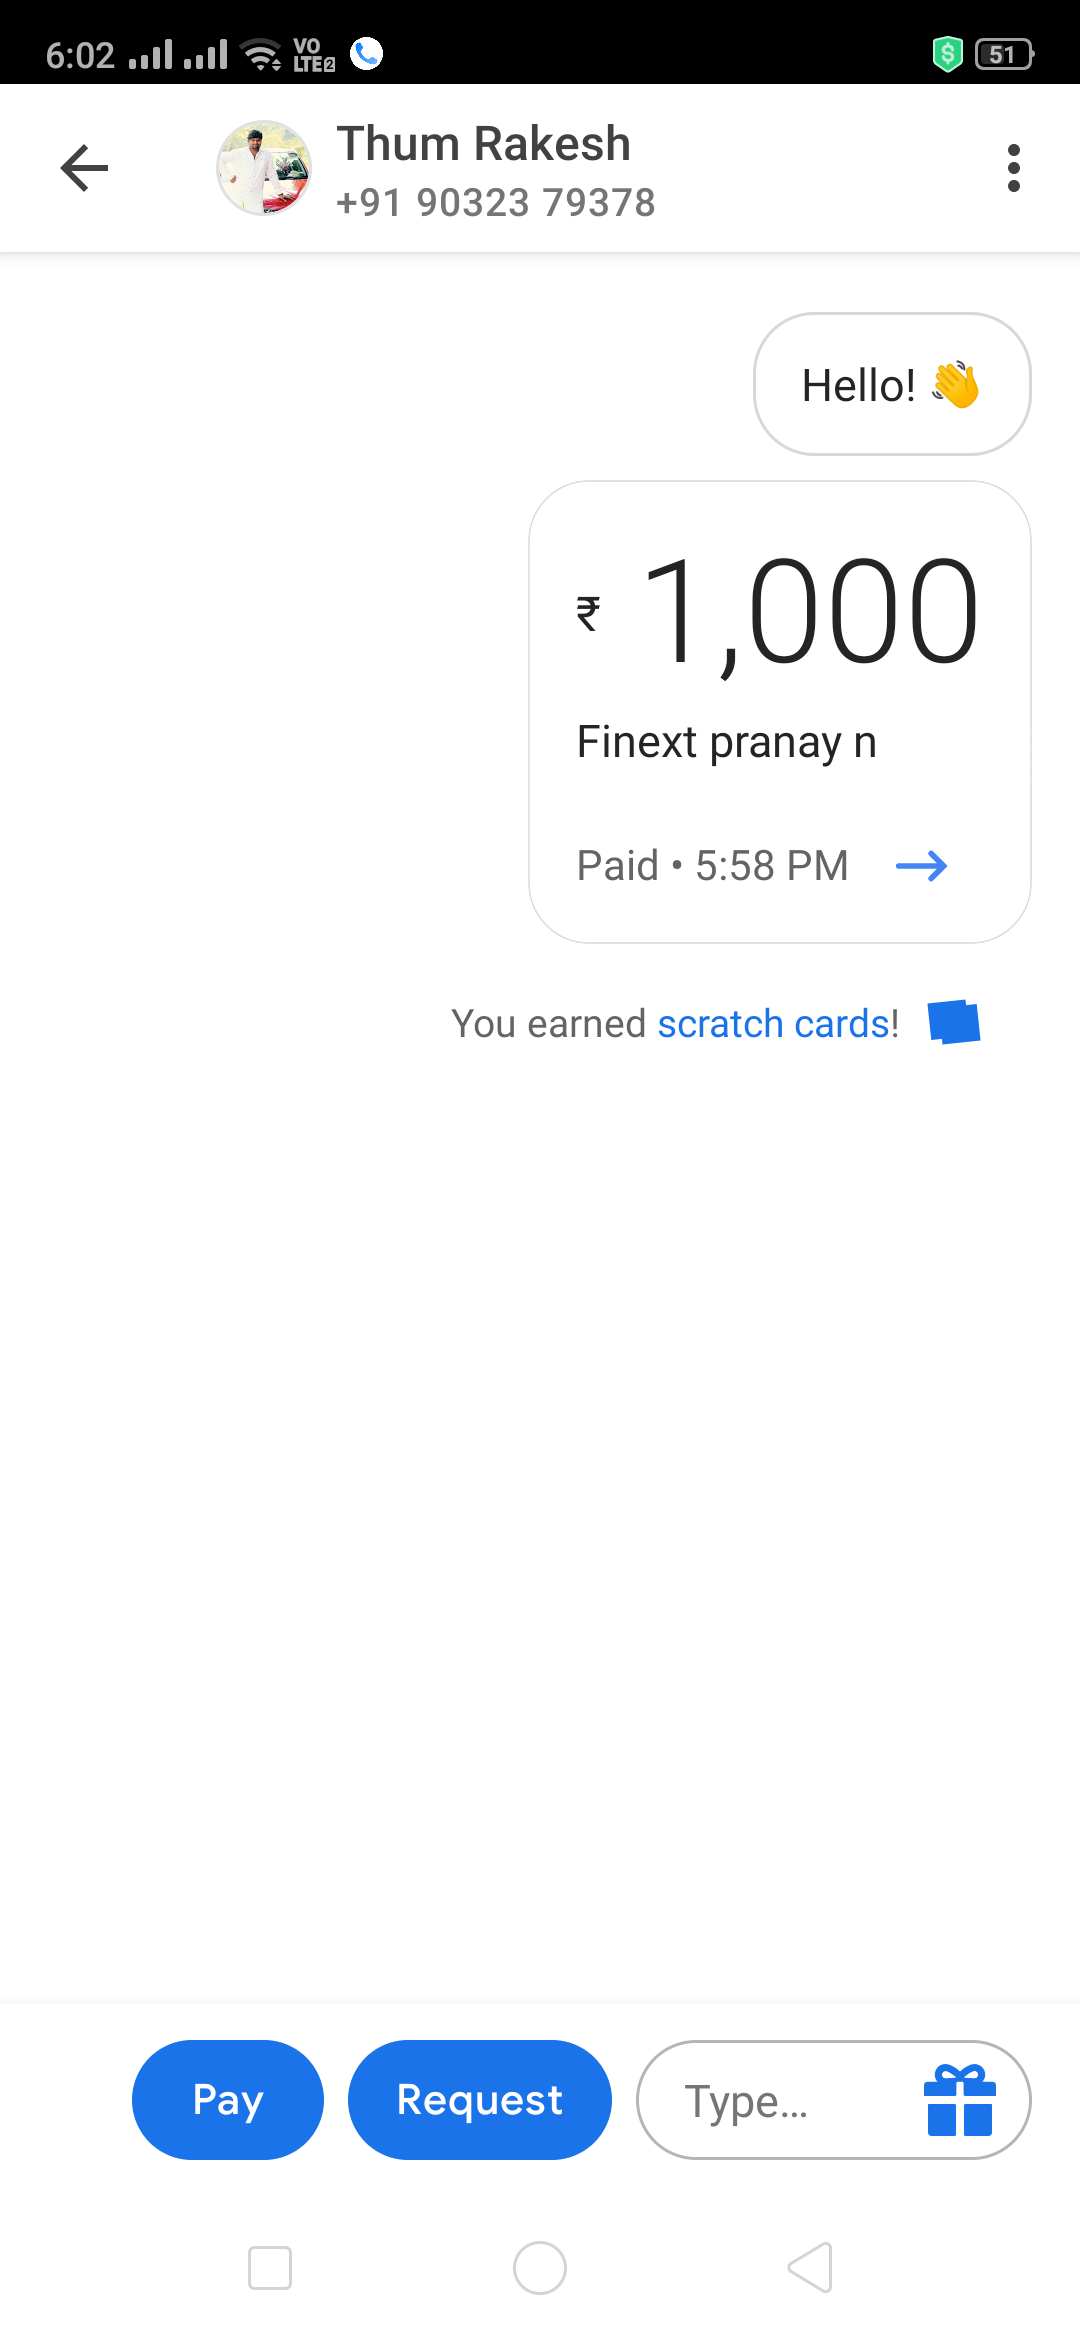 6:02 VO LTE2 51
Thum Rakesh
+91 90323 79378
Hello! 👋
₹ 1,000
Finext pranay n
Paid • 5:58 PM
You earned scratch cards!
Pay Request Type...